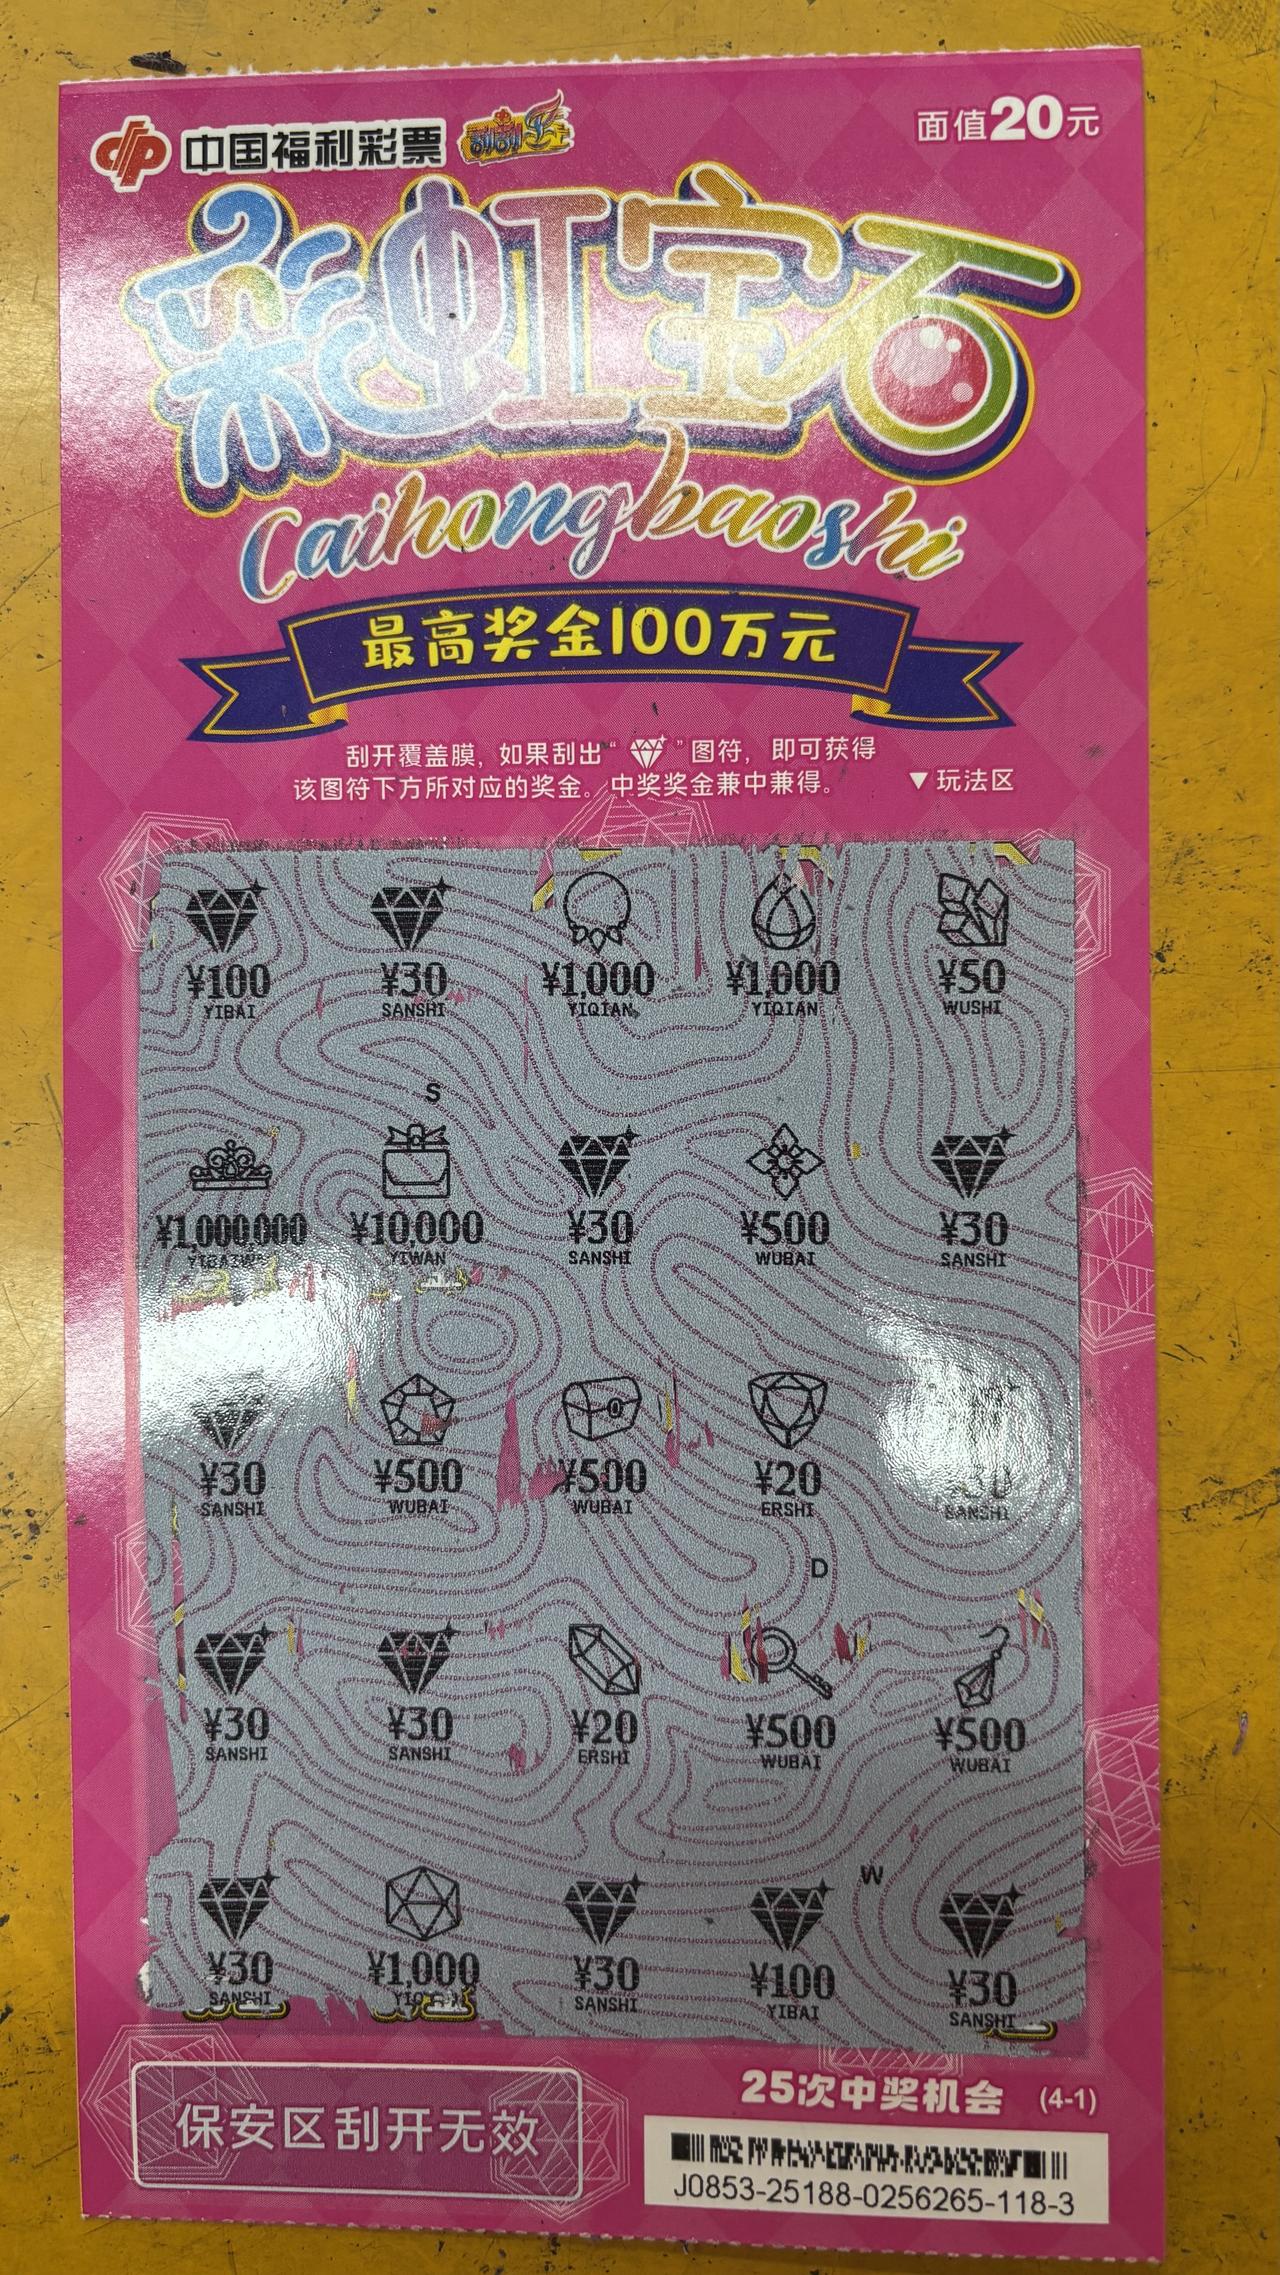 中国福利彩票 刮刮乐
面值20元
彩虹宝石
Caihongbaoshi
最高奖金100万元
刮开覆盖膜，如果刮出“ ”图符，即可获得
该图符下方所对应的奖金。中奖奖金兼中兼得。
▼玩法区
¥100 ¥30 ¥1,000 ¥1,000 ¥50
YIBAI SANSHI YIQIAN YIQIAN WUSHI
S
¥1,000,000 ¥10,000 ¥30 ¥500 ¥30
YIWAN SANSHI WUBAI SANSHI
¥30 ¥500 ¥500 ¥20 30
SANSHI WUBAI WUBAI ERSHI SANSHI
D
¥30 ¥30 ¥20 ¥500 ¥500
SANSHI SANSHI ERSHI WUBAI WUBAI
W
¥30 ¥1,000 ¥30 ¥100 ¥30
SANSHI SANSHI YIBAI SANSHI
25次中奖机会 (4-1)
保安区刮开无效
J0853-25188-0256265-118-3